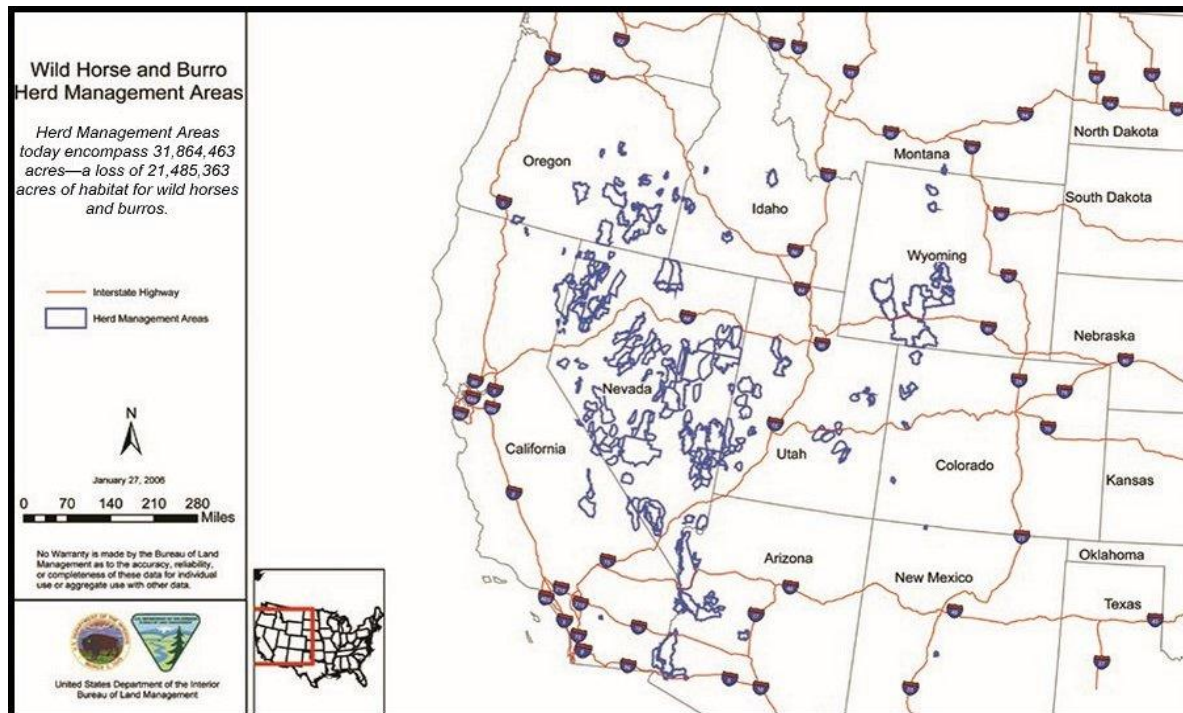 Wild Horse and Burro
Herd Management Areas
Herd Management Areas
today encompass 31,864,463
acres—a loss of 21,485,363
acres of habitat for wild horses
and burros.
Interstate Highway
Herd Management Areas
N
January 27, 2006
0 70 140 210 280
Miles
No Warranty is made by the Bureau of Land
Management as to the accuracy, reliability,
or completeness of these data for individual
use or aggregate use with other data.
United States Department of the Interior
Bureau of Land Management
North Dakota
Montana
Oregon
South Dakota
Idaho
Wyoming
Nebraska
Nevada
California
Utah
Colorado
Kansas
Arizona
Oklahoma
New Mexico
Texas